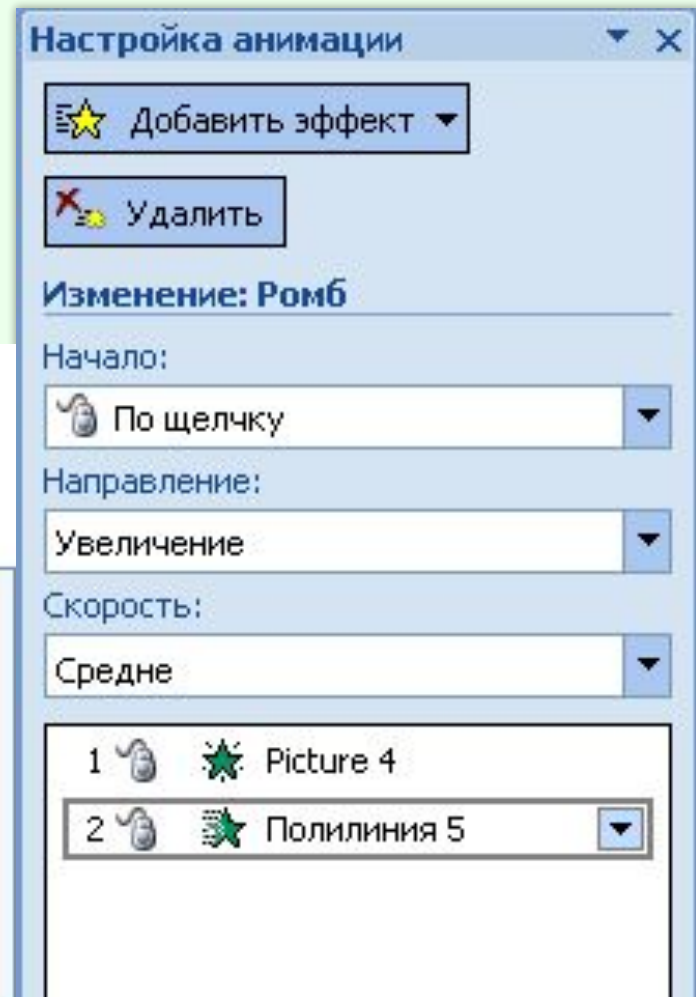 Настройка анимации
Добавить эффект
Удалить
Изменение: Ромб
Начало:
По щелчку
Направление:
Увеличение
Скорость:
Средне
1 Picture 4
2 Полилиния 5